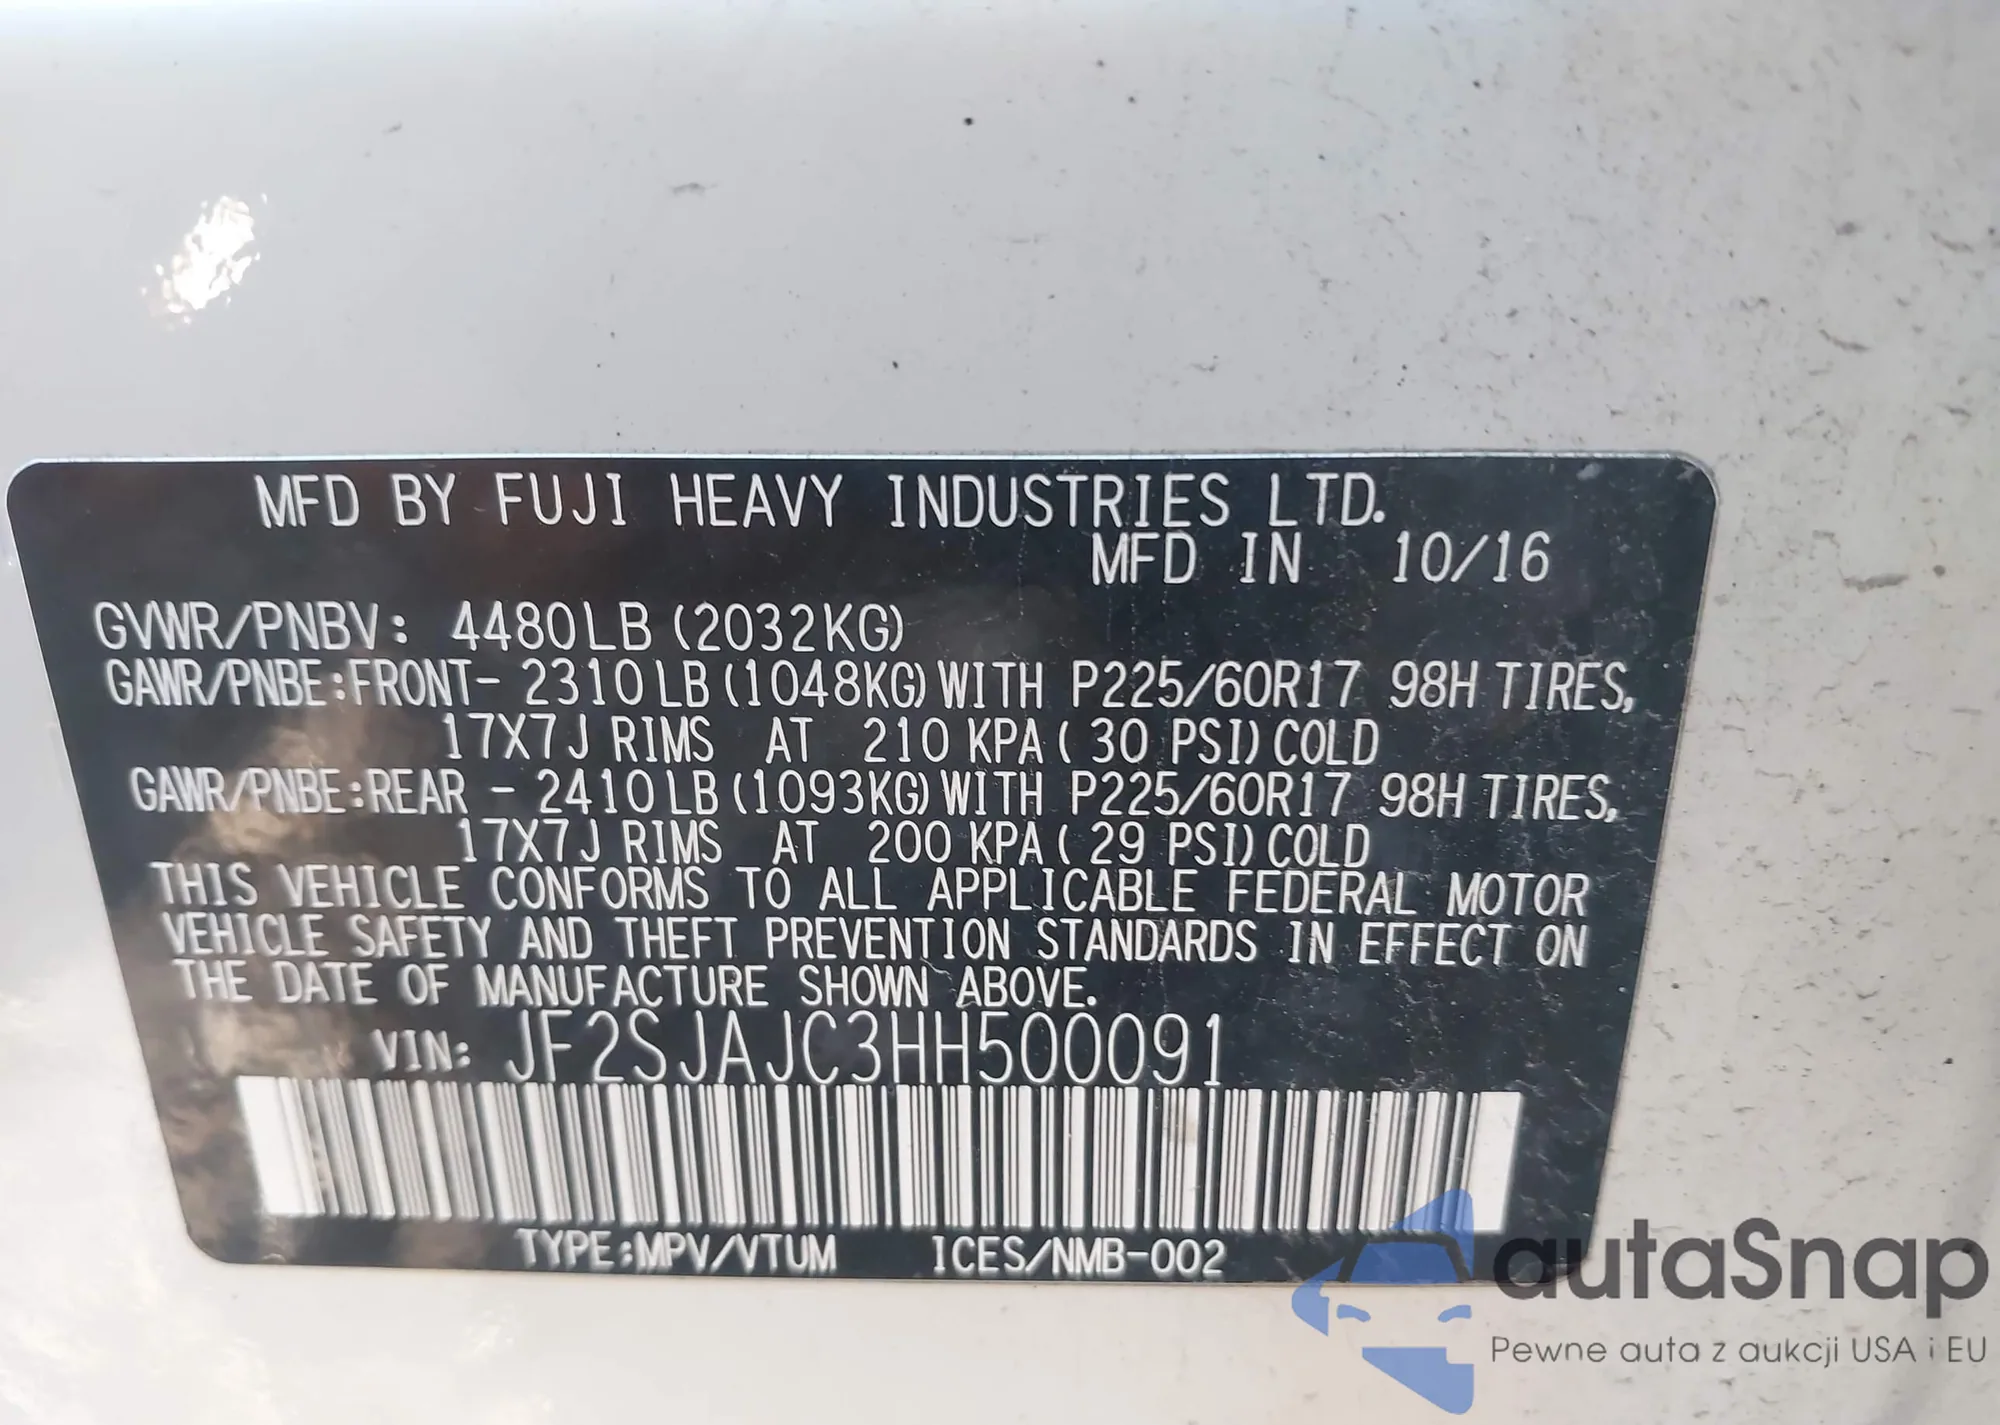 MFD BY FUJI HEAVY INDUSTRIES LTD.
MFD IN 10/16
GVWR/PNBV: 4480LB (2032KG)
GAWR/PNBE:FRONT- 2310LB (1048KG) WITH P225/60R17 98H TIRES,
17X7J RIMS AT 210 KPA ( 30 PSI) COLD
GAWR/PNBE:REAR - 2410LB (1093KG) WITH P225/60R17 98H TIRES,
17X7J RIMS AT 200 KPA ( 29 PSI) COLD
THIS VEHICLE CONFORMS TO ALL APPLICABLE FEDERAL MOTOR
VEHICLE SAFETY AND THEFT PREVENTION STANDARDS IN EFFECT ON
THE DATE OF MANUFACTURE SHOWN ABOVE.
VIN: JF2SJAJC3HH500091
TYPE:MPV/VTUM ICES/NMB-002
autaSnap
Pewne auta z aukcji USA i EU